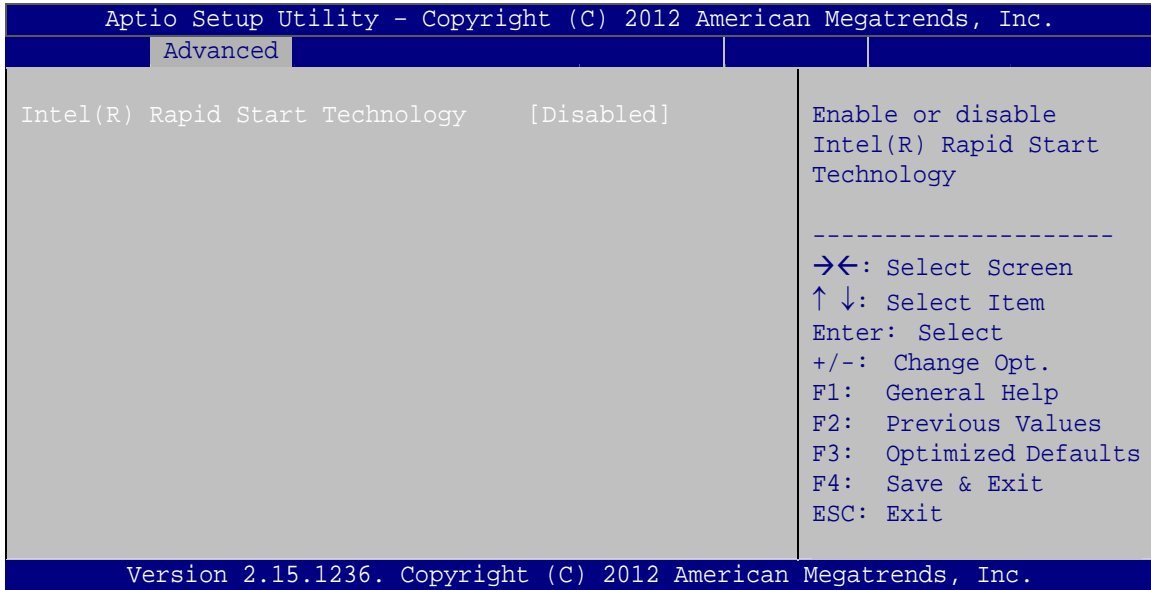 Aptio Setup Utility – Copyright (C) 2012 American Megatrends, Inc.
Advanced
Intel(R) Rapid Start Technology [Disabled]
Enable or disable
Intel(R) Rapid Start
Technology
---------------------
→←: Select Screen
↑ ↓: Select Item
Enter: Select
+/-: Change Opt.
F1: General Help
F2: Previous Values
F3: Optimized Defaults
F4: Save & Exit
ESC: Exit
Version 2.15.1236. Copyright (C) 2012 American Megatrends, Inc.